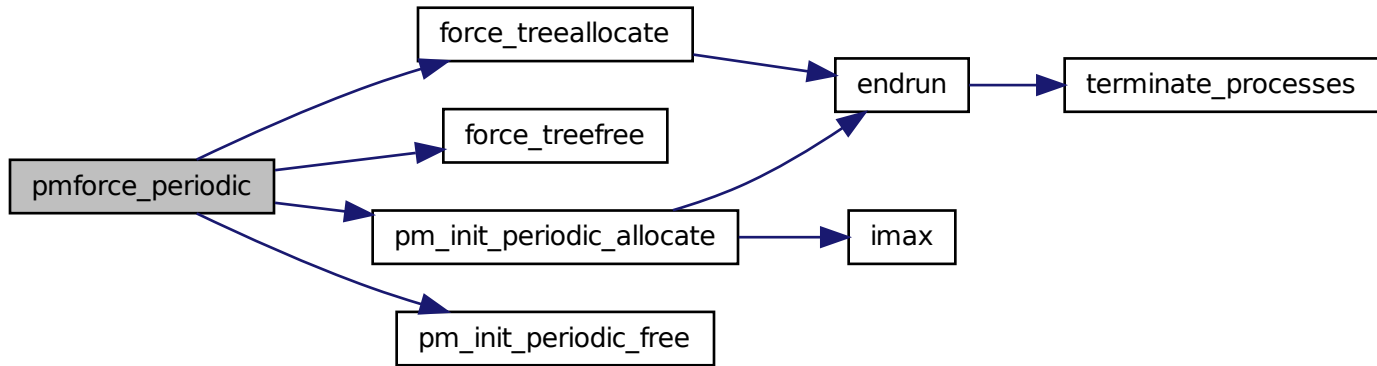 force_treeallocate
endrun
terminate_processes
force_treefree
pmforce_periodic
pm_init_periodic_allocate
imax
pm_init_periodic_free